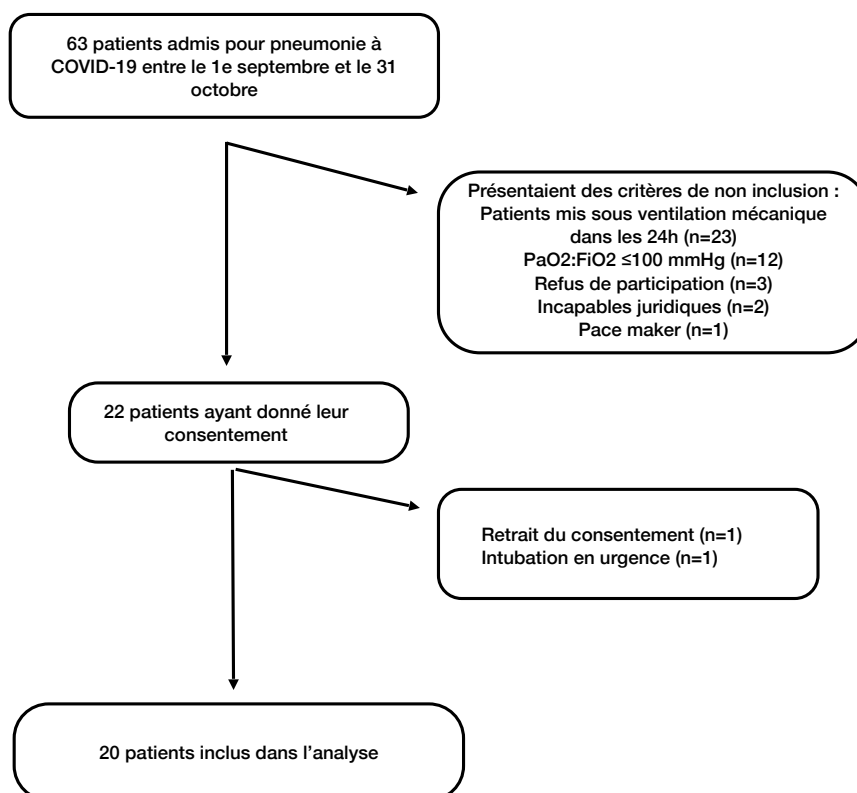 63 patients admis pour pneumonie à
COVID-19 entre le 1e septembre et le 31
octobre
Présentaient des critères de non inclusion :
Patients mis sous ventilation mécanique
dans les 24h (n=23)
PaO2:FiO2 ≤100 mmHg (n=12)
Refus de participation (n=3)
Incapables juridiques (n=2)
Pace maker (n=1)
22 patients ayant donné leur
consentement
Retrait du consentement (n=1)
Intubation en urgence (n=1)
20 patients inclus dans l’analyse